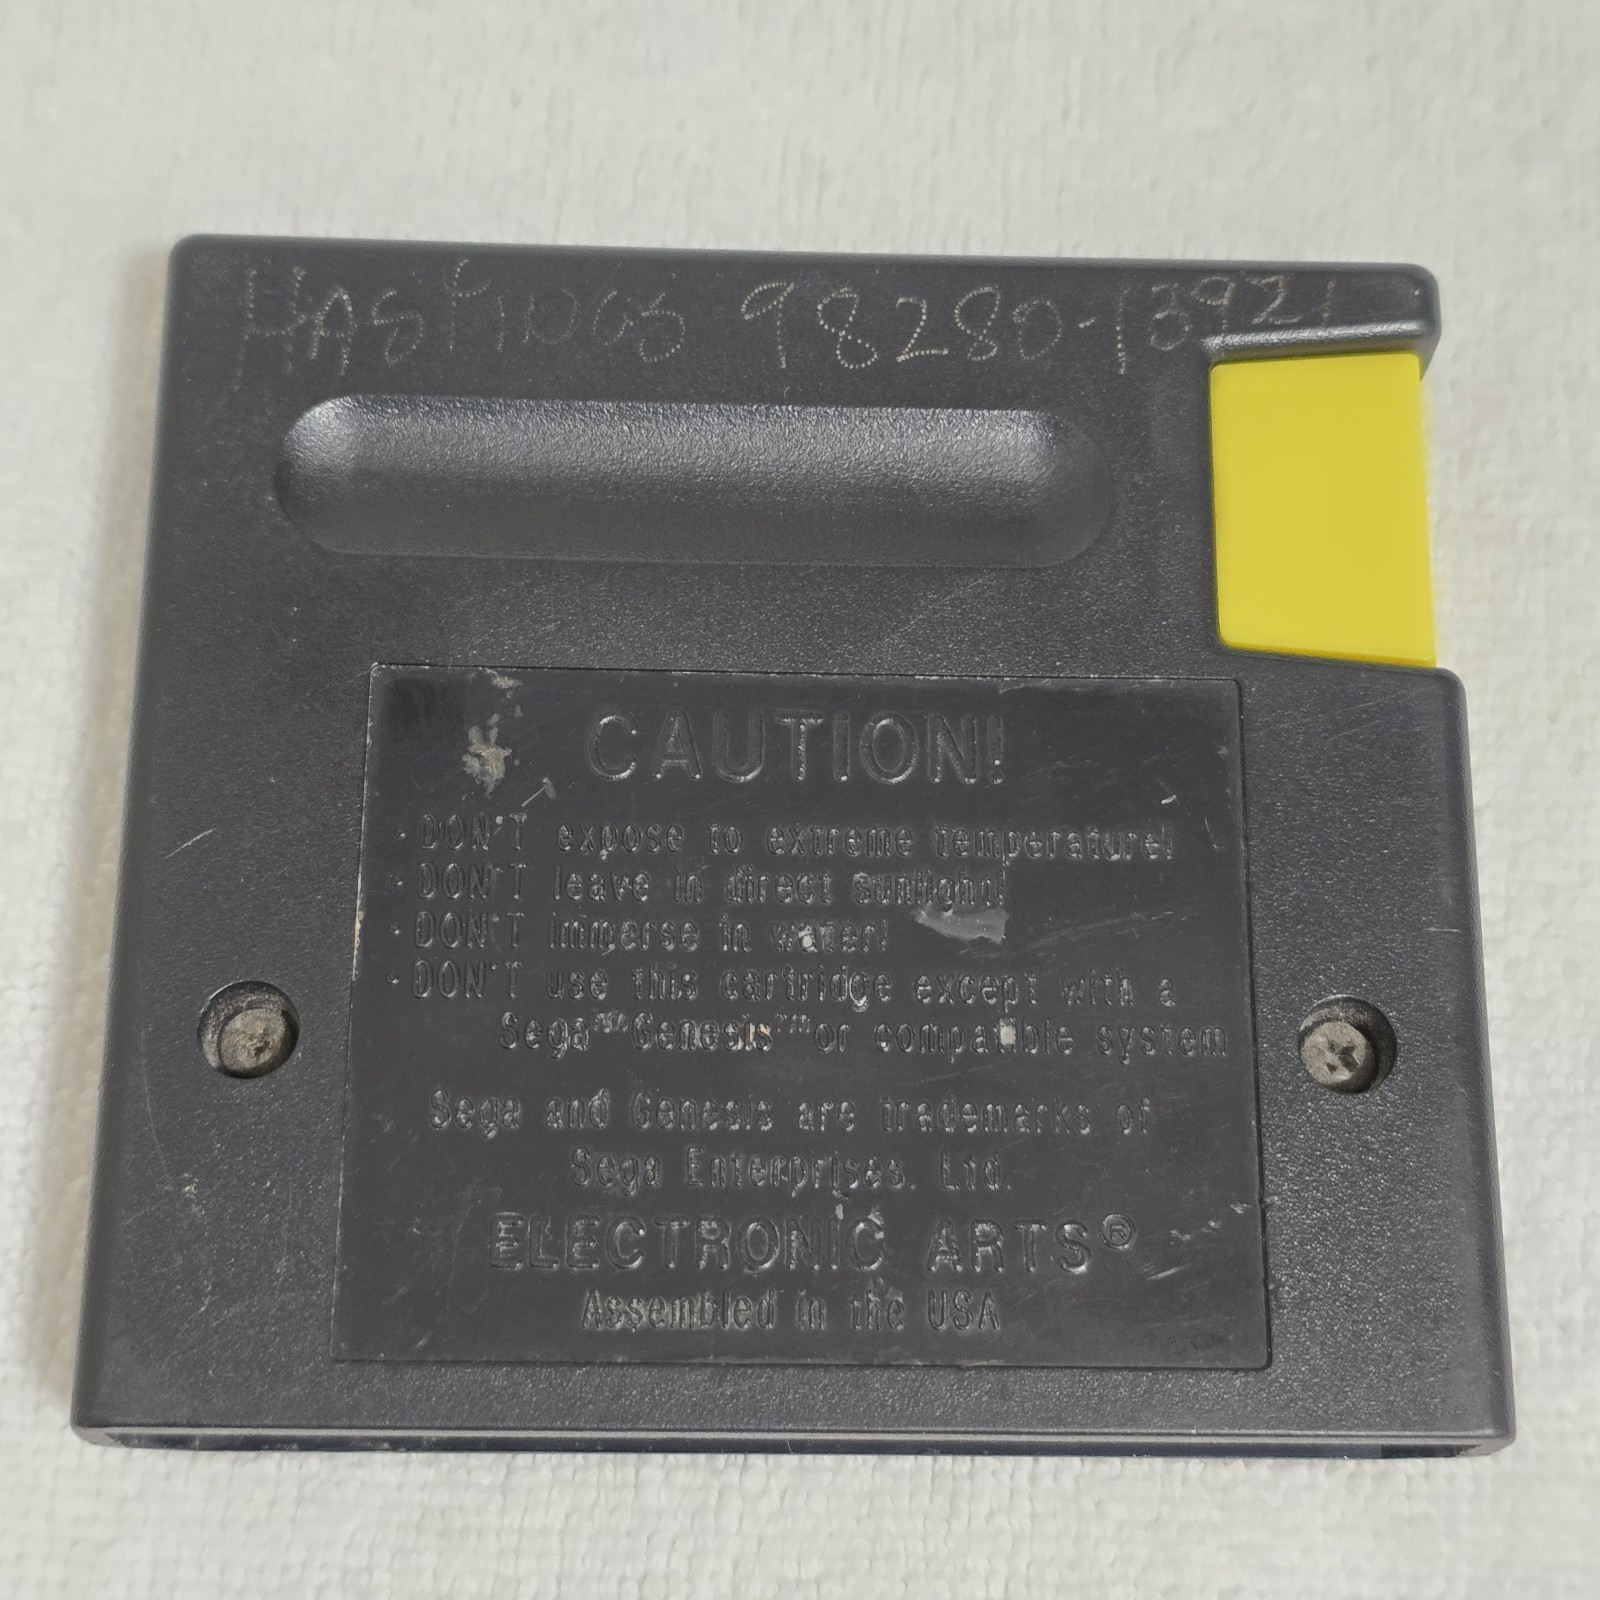 HASTINGS 98280-13921
CAUTION!
· DON'T expose to extreme temperature!
· DON'T leave in direct sunlight!
· DON'T immerse in water!
· DON'T use this cartridge except with a
Sega™ Genesis™ or compatible system
Sega and Genesis are trademarks of
Sega Enterprises, Ltd.
ELECTRONIC ARTS®
Assembled in the USA